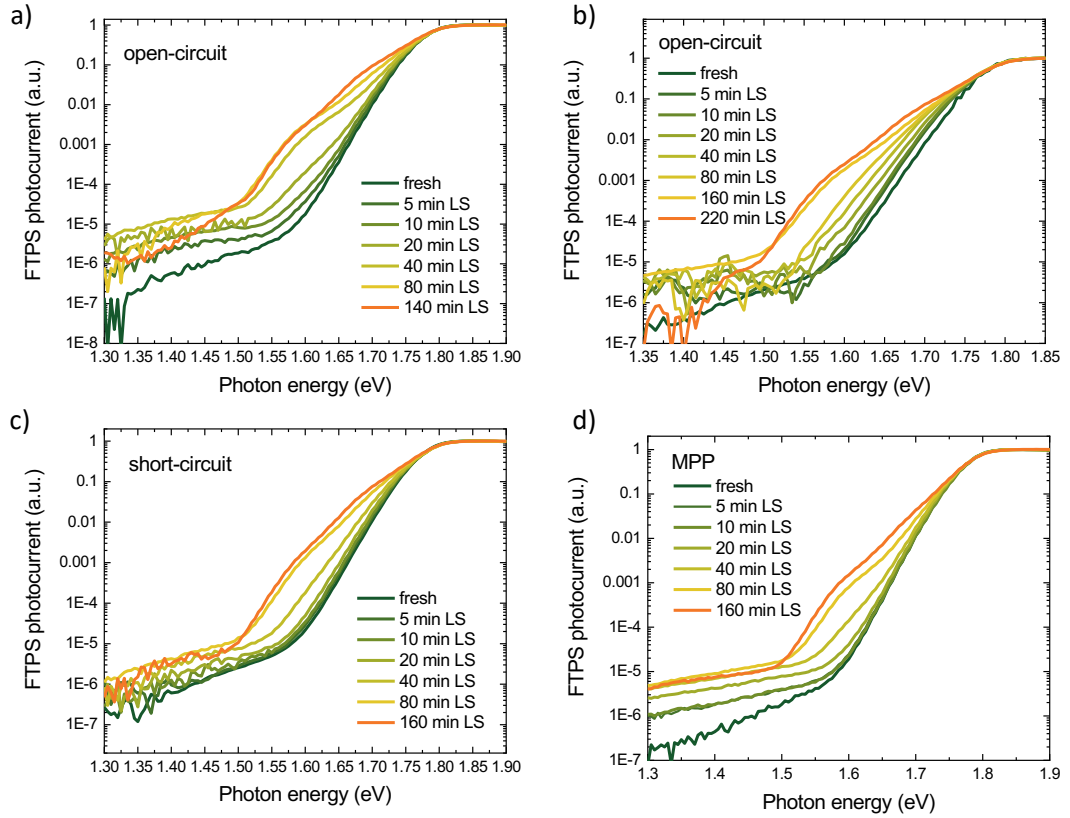 a)
open-circuit
FTPS photocurrent (a.u.)
1
0.1
0.01
0.001
1E-4
1E-5
1E-6
1E-7
1E-8
fresh
5 min LS
10 min LS
20 min LS
40 min LS
80 min LS
140 min LS
1.30 1.35 1.40 1.45 1.50 1.55 1.60 1.65 1.70 1.75 1.80 1.85 1.90
Photon energy (eV)
b)
open-circuit
FTPS photocurrent (a.u.)
1
0.1
0.01
0.001
1E-4
1E-5
1E-6
1E-7
fresh
5 min LS
10 min LS
20 min LS
40 min LS
80 min LS
160 min LS
220 min LS
1.35 1.40 1.45 1.50 1.55 1.60 1.65 1.70 1.75 1.80 1.85
Photon energy (eV)
c)
short-circuit
FTPS photocurrent (a.u.)
1
0.1
0.01
0.001
1E-4
1E-5
1E-6
1E-7
fresh
5 min LS
10 min LS
20 min LS
40 min LS
80 min LS
160 min LS
1.30 1.35 1.40 1.45 1.50 1.55 1.60 1.65 1.70 1.75 1.80 1.85 1.90
Photon energy (eV)
d)
MPP
FTPS photocurrent (a.u.)
1
0.1
0.01
0.001
1E-4
1E-5
1E-6
1E-7
fresh
5 min LS
10 min LS
20 min LS
40 min LS
80 min LS
160 min LS
1.3 1.4 1.5 1.6 1.7 1.8 1.9
Photon energy (eV)